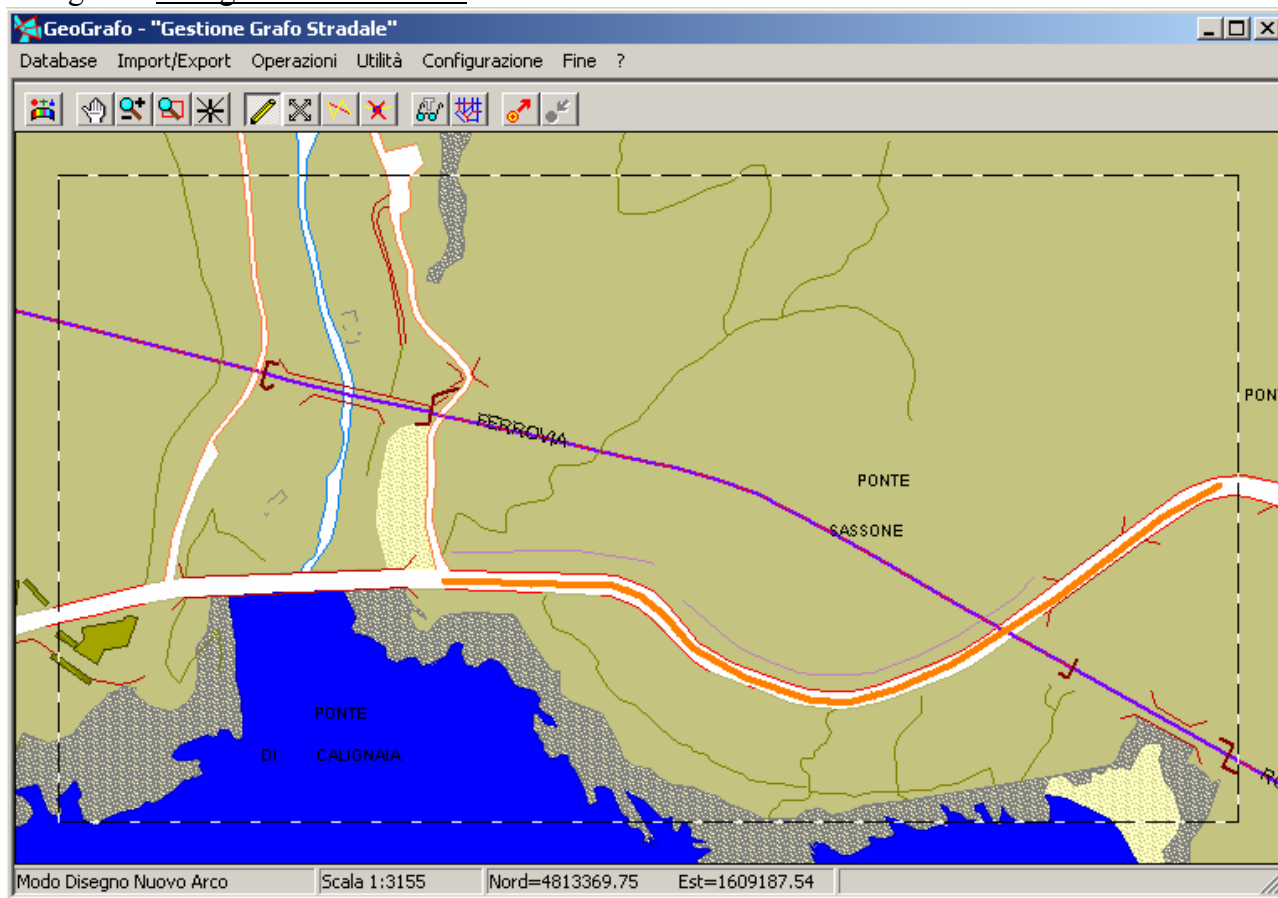 GeoGrafo - "Gestione Grafo Stradale"
Database Import/Export Operazioni Utilità Configurazione Fine ?
FERROVIA
PON
PONTE
SASSONE
PONTE
DI CALIGNAIA
Modo Disegno Nuovo Arco Scala 1:3155 Nord=4813369.75 Est=1609187.54